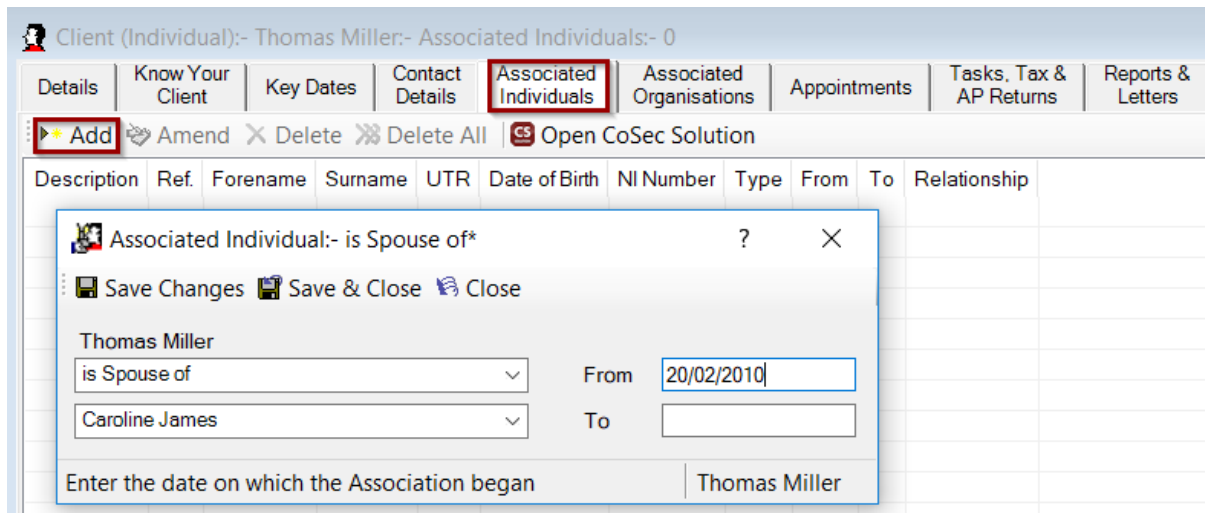 Client (Individual):- Thomas Miller:- Associated Individuals:- 0
Details Know Your Client Key Dates Contact Details Associated Individuals Associated Organisations Appointments Tasks, Tax & AP Returns Reports & Letters
Add Amend Delete Delete All CS Open CoSec Solution
Description Ref. Forename Surname UTR Date of Birth NI Number Type From To Relationship
Associated Individual:- is Spouse of* ?
Save Changes Save & Close Close
Thomas Miller
is Spouse of From 20/02/2010
Caroline James To
Enter the date on which the Association began Thomas Miller